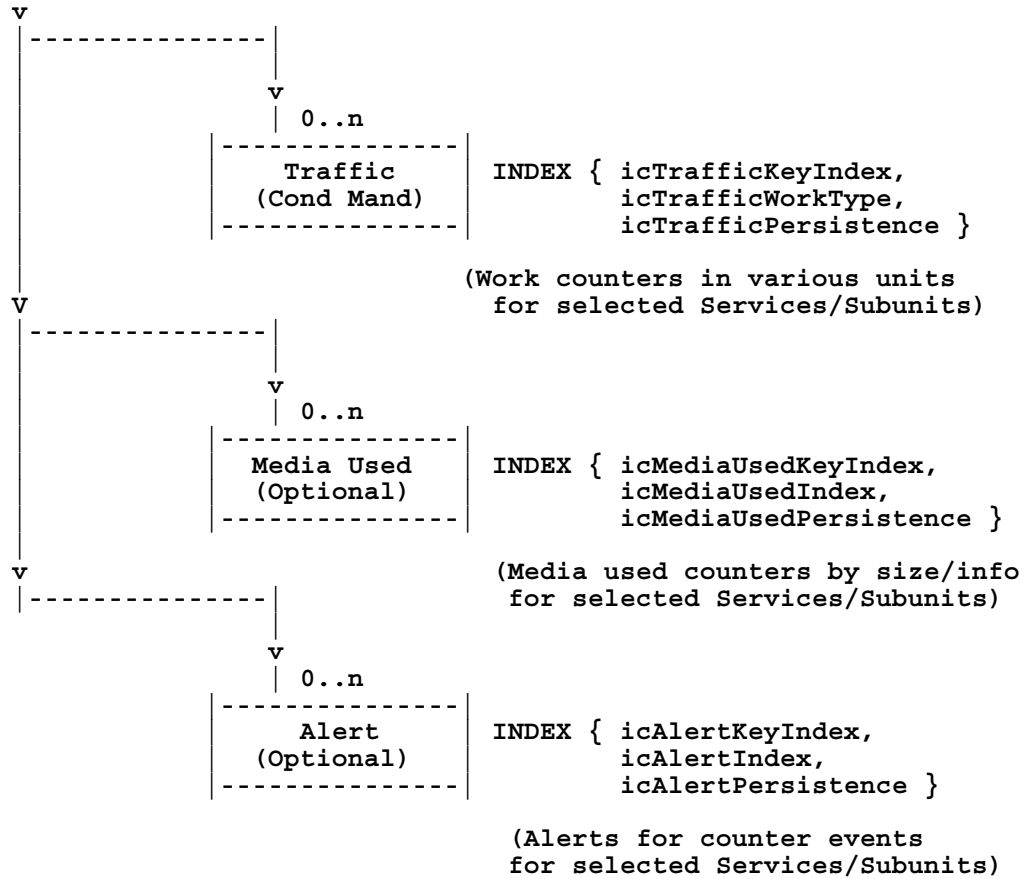 v
|---------------|
v
| 0..n
|---------------|
Traffic | INDEX { icTrafficKeyIndex,
(Cond Mand) | icTrafficWorkType,
|---------------| icTrafficPersistence }
(Work counters in various units
V for selected Services/Subunits)
|---------------|
v
| 0..n
|---------------|
Media Used | INDEX { icMediaUsedKeyIndex,
(Optional) | icMediaUsedIndex,
|---------------| icMediaUsedPersistence }
v (Media used counters by size/info
|---------------| for selected Services/Subunits)
v
| 0..n
|---------------|
Alert | INDEX { icAlertKeyIndex,
(Optional) | icAlertIndex,
|---------------| icAlertPersistence }
(Alerts for counter events
for selected Services/Subunits)